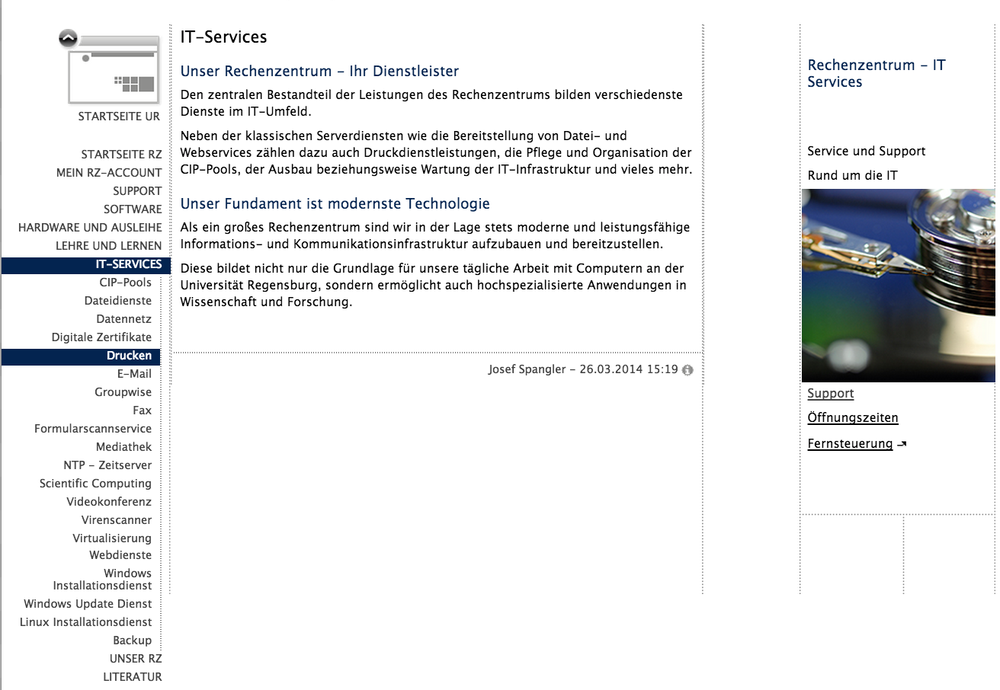 STARTSEITE UR
STARTSEITE RZ
MEIN RZ-ACCOUNT
SUPPORT
SOFTWARE
HARDWARE UND AUSLEIHE
LEHRE UND LERNEN
IT-SERVICES
CIP-Pools
Dateidienste
Datennetz
Digitale Zertifikate
Drucken
E-Mail
Groupwise
Fax
Formularscannservice
Mediathek
NTP - Zeitserver
Scientific Computing
Videokonferenz
Virenscanner
Virtualisierung
Webdienste
Windows
Installationsdienst
Windows Update Dienst
Linux Installationsdienst
Backup
UNSER RZ
LITERATUR
IT-Services
Unser Rechenzentrum - Ihr Dienstleister
Den zentralen Bestandteil der Leistungen des Rechenzentrums bilden verschiedenste
Dienste im IT-Umfeld.
Neben der klassischen Serverdiensten wie die Bereitstellung von Datei- und
Webservices zählen dazu auch Druckdienstleistungen, die Pflege und Organisation der
CIP-Pools, der Ausbau beziehungsweise Wartung der IT-Infrastruktur und vieles mehr.
Unser Fundament ist modernste Technologie
Als ein großes Rechenzentrum sind wir in der Lage stets moderne und leistungsfähige
Informations- und Kommunikationsinfrastruktur aufzubauen und bereitzustellen.
Diese bildet nicht nur die Grundlage für unsere tägliche Arbeit mit Computern an der
Universität Regensburg, sondern ermöglicht auch hochspezialisierte Anwendungen in
Wissenschaft und Forschung.
Josef Spangler - 26.03.2014 15:19
Rechenzentrum - IT
Services
Service und Support
Rund um die IT
Support
Öffnungszeiten
Fernsteuerung